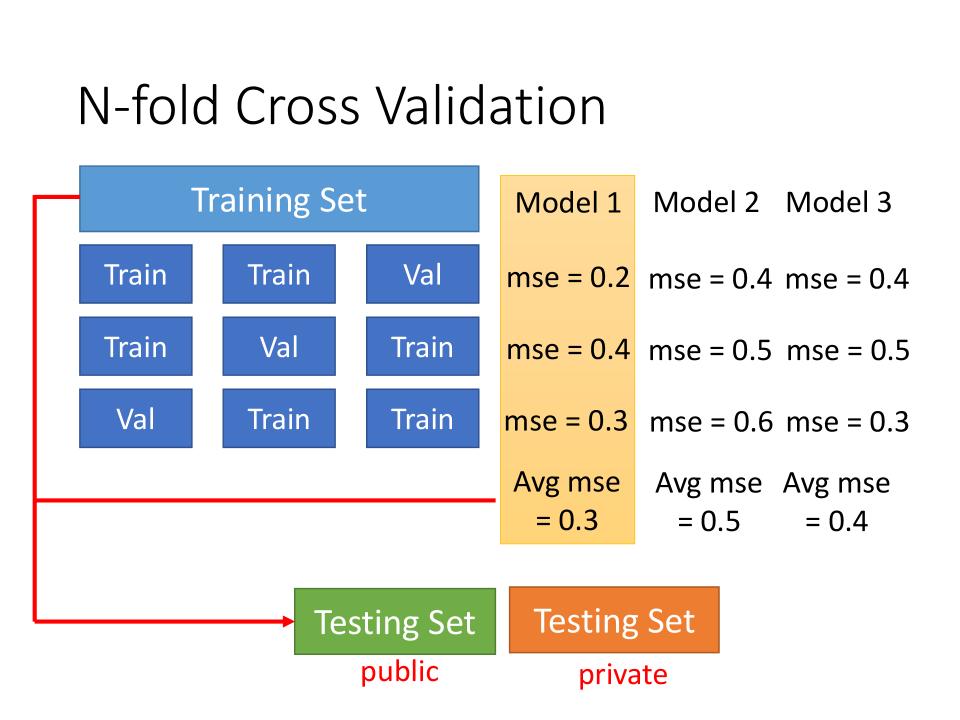 N-fold Cross Validation
Training Set
Model 1 Model 2 Model 3
Train Train Val mse = 0.2 mse = 0.4 mse = 0.4
Train Val Train mse = 0.4 mse = 0.5 mse = 0.5
Val Train Train mse = 0.3 mse = 0.6 mse = 0.3
Avg mse Avg mse Avg mse
= 0.3 = 0.5 = 0.4
Testing Set Testing Set
public private